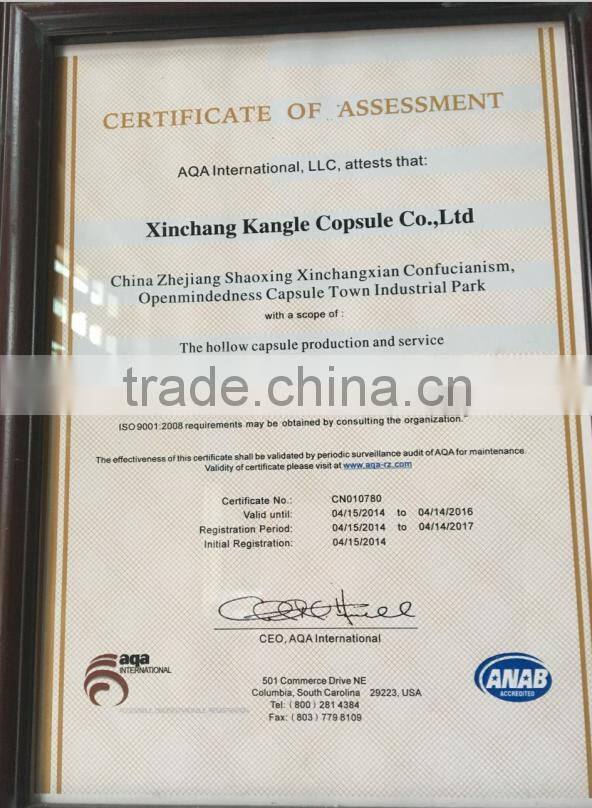 CERTIFICATE OF ASSESSMENT
AQA International, LLC, attests that:
Xinchang Kangle Copsule Co.,Ltd
China Zhejiang Shaoxing Xinchangxian Confucianism,
Openmindedness Capsule Town Industrial Park
with a scope of :
The hollow capsule production and service
trade.china.cn
ISO 9001:2008 requirements may be obtained by consulting the organization."
The effectiveness of this certificate shall be validated by periodic surveillance audit of AQA for maintenance.
Validity of certificate please visit at www.aqa-rz.com
Certificate No.: CN010780
Valid until: 04/15/2014 to 04/14/2016
Registration Period: 04/15/2014 to 04/14/2017
Initial Registration: 04/15/2014
CEO, AQA International
aqa
INTERNATIONAL
ACCESSIBLE UNDERSTANDABLE REGISTRATION
501 Commerce Drive NE
Columbia, South Carolina 29223, USA
Tel: ( 800 ) 281 4384
Fax: ( 803 ) 779 8109
ANAB
ACCREDITED